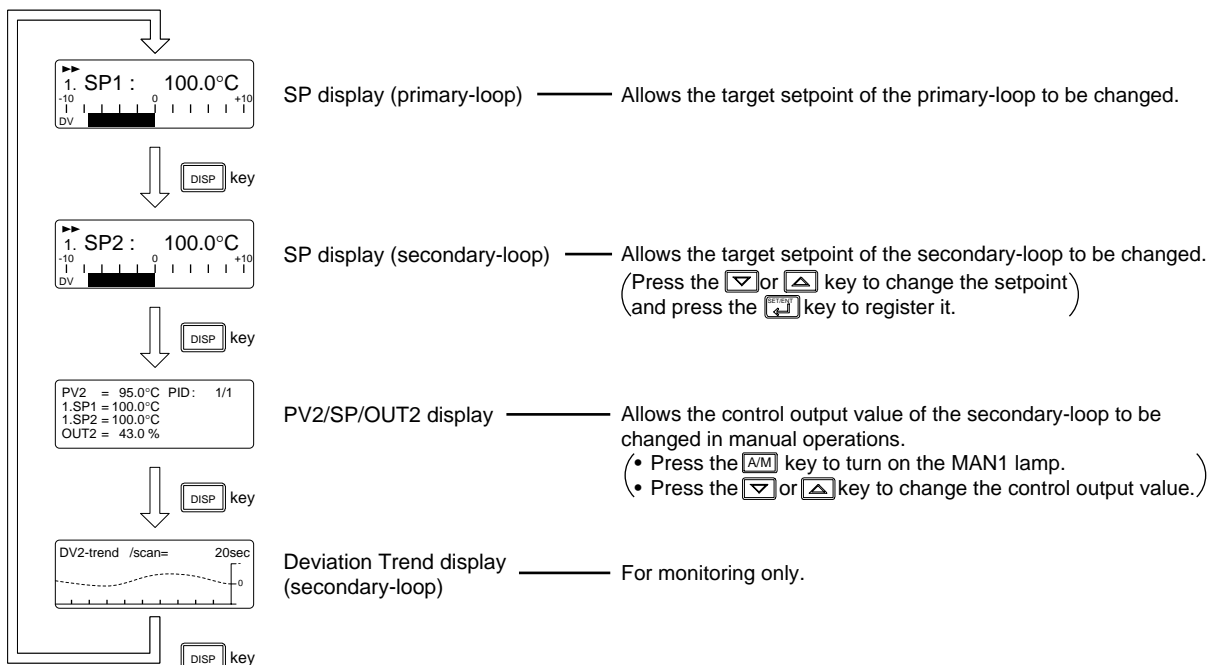 1. SP1 : 100.0°C
-10 0 +10
DV
SP display (primary-loop)
Allows the target setpoint of the primary-loop to be changed.
DISP key
1. SP2 : 100.0°C
-10 0 +10
DV
SP display (secondary-loop)
Allows the target setpoint of the secondary-loop to be changed.
(Press the or key to change the setpoint
and press the SET/ENT key to register it.)
DISP key
PV2 = 95.0°C PID: 1/1
1.SP1 = 100.0°C
1.SP2 = 100.0°C
OUT2 = 43.0 %
PV2/SP/OUT2 display
Allows the control output value of the secondary-loop to be
changed in manual operations.
(• Press the A/M key to turn on the MAN1 lamp.
• Press the or key to change the control output value.)
DISP key
DV2-trend /scan= 20sec
0
Deviation Trend display
(secondary-loop)
For monitoring only.
DISP key